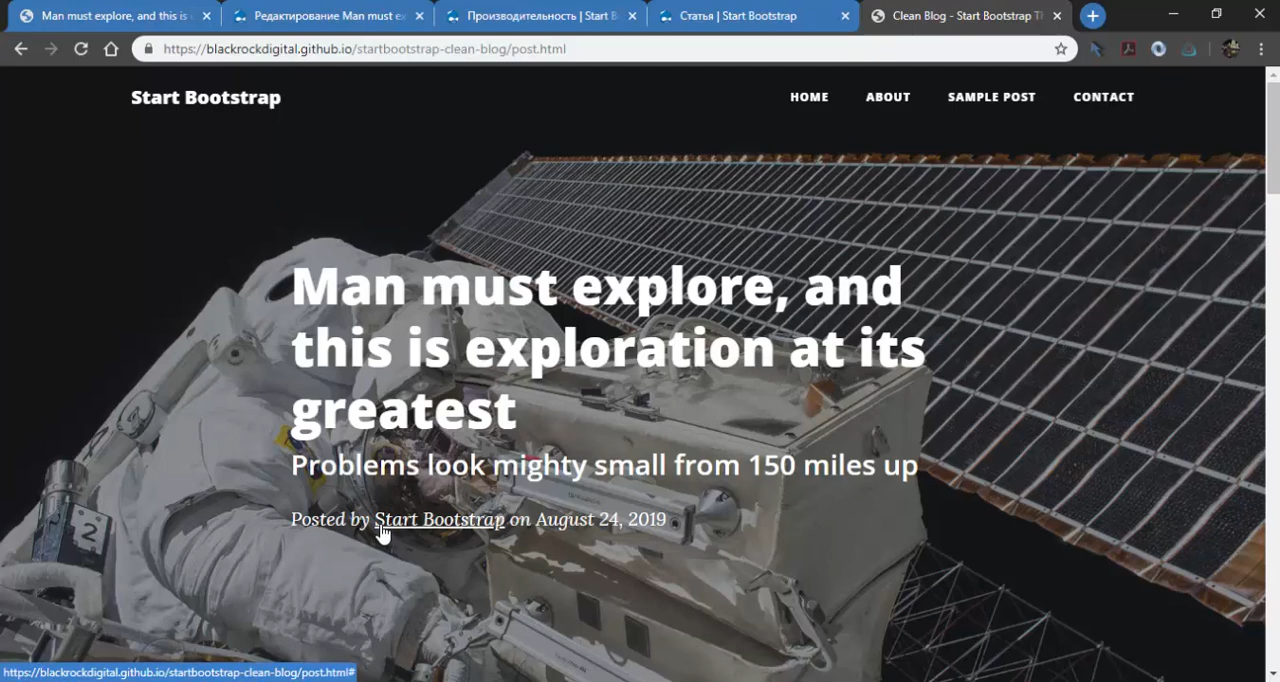 Man must explore, and this is
Редактирование Man must e
Производительность | Start B
Статья | Start Bootstrap
Clean Blog - Start Bootstrap T
https://blackrockdigital.github.io/startbootstrap-clean-blog/post.html
Start Bootstrap
HOME
ABOUT
SAMPLE POST
CONTACT
Man must explore, and
this is exploration at its
greatest
Problems look mighty small from 150 miles up
Posted by Start Bootstrap on August 24, 2019
2
https://blackrockdigital.github.io/startbootstrap-clean-blog/post.html#